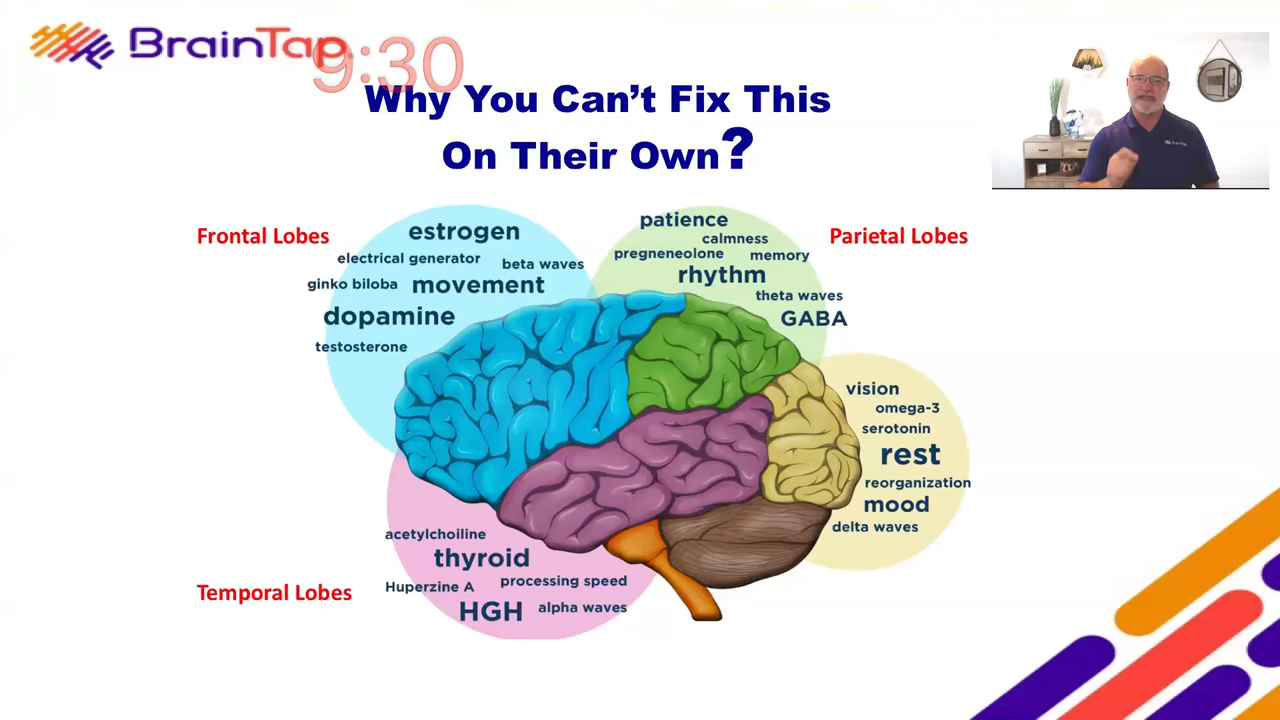 BrainTap
9:30
Why You Can't Fix This
On Their Own?
Frontal Lobes
estrogen
electrical generator
beta waves
ginko biloba
movement
dopamine
testosterone
patience
calmness
pregneneolone
memory
rhythm
theta waves
GABA
Parietal Lobes
vision
omega-3
serotonin
rest
reorganization
mood
delta waves
acetylchoiline
thyroid
Huperzine A
processing speed
HGH
alpha waves
Temporal Lobes